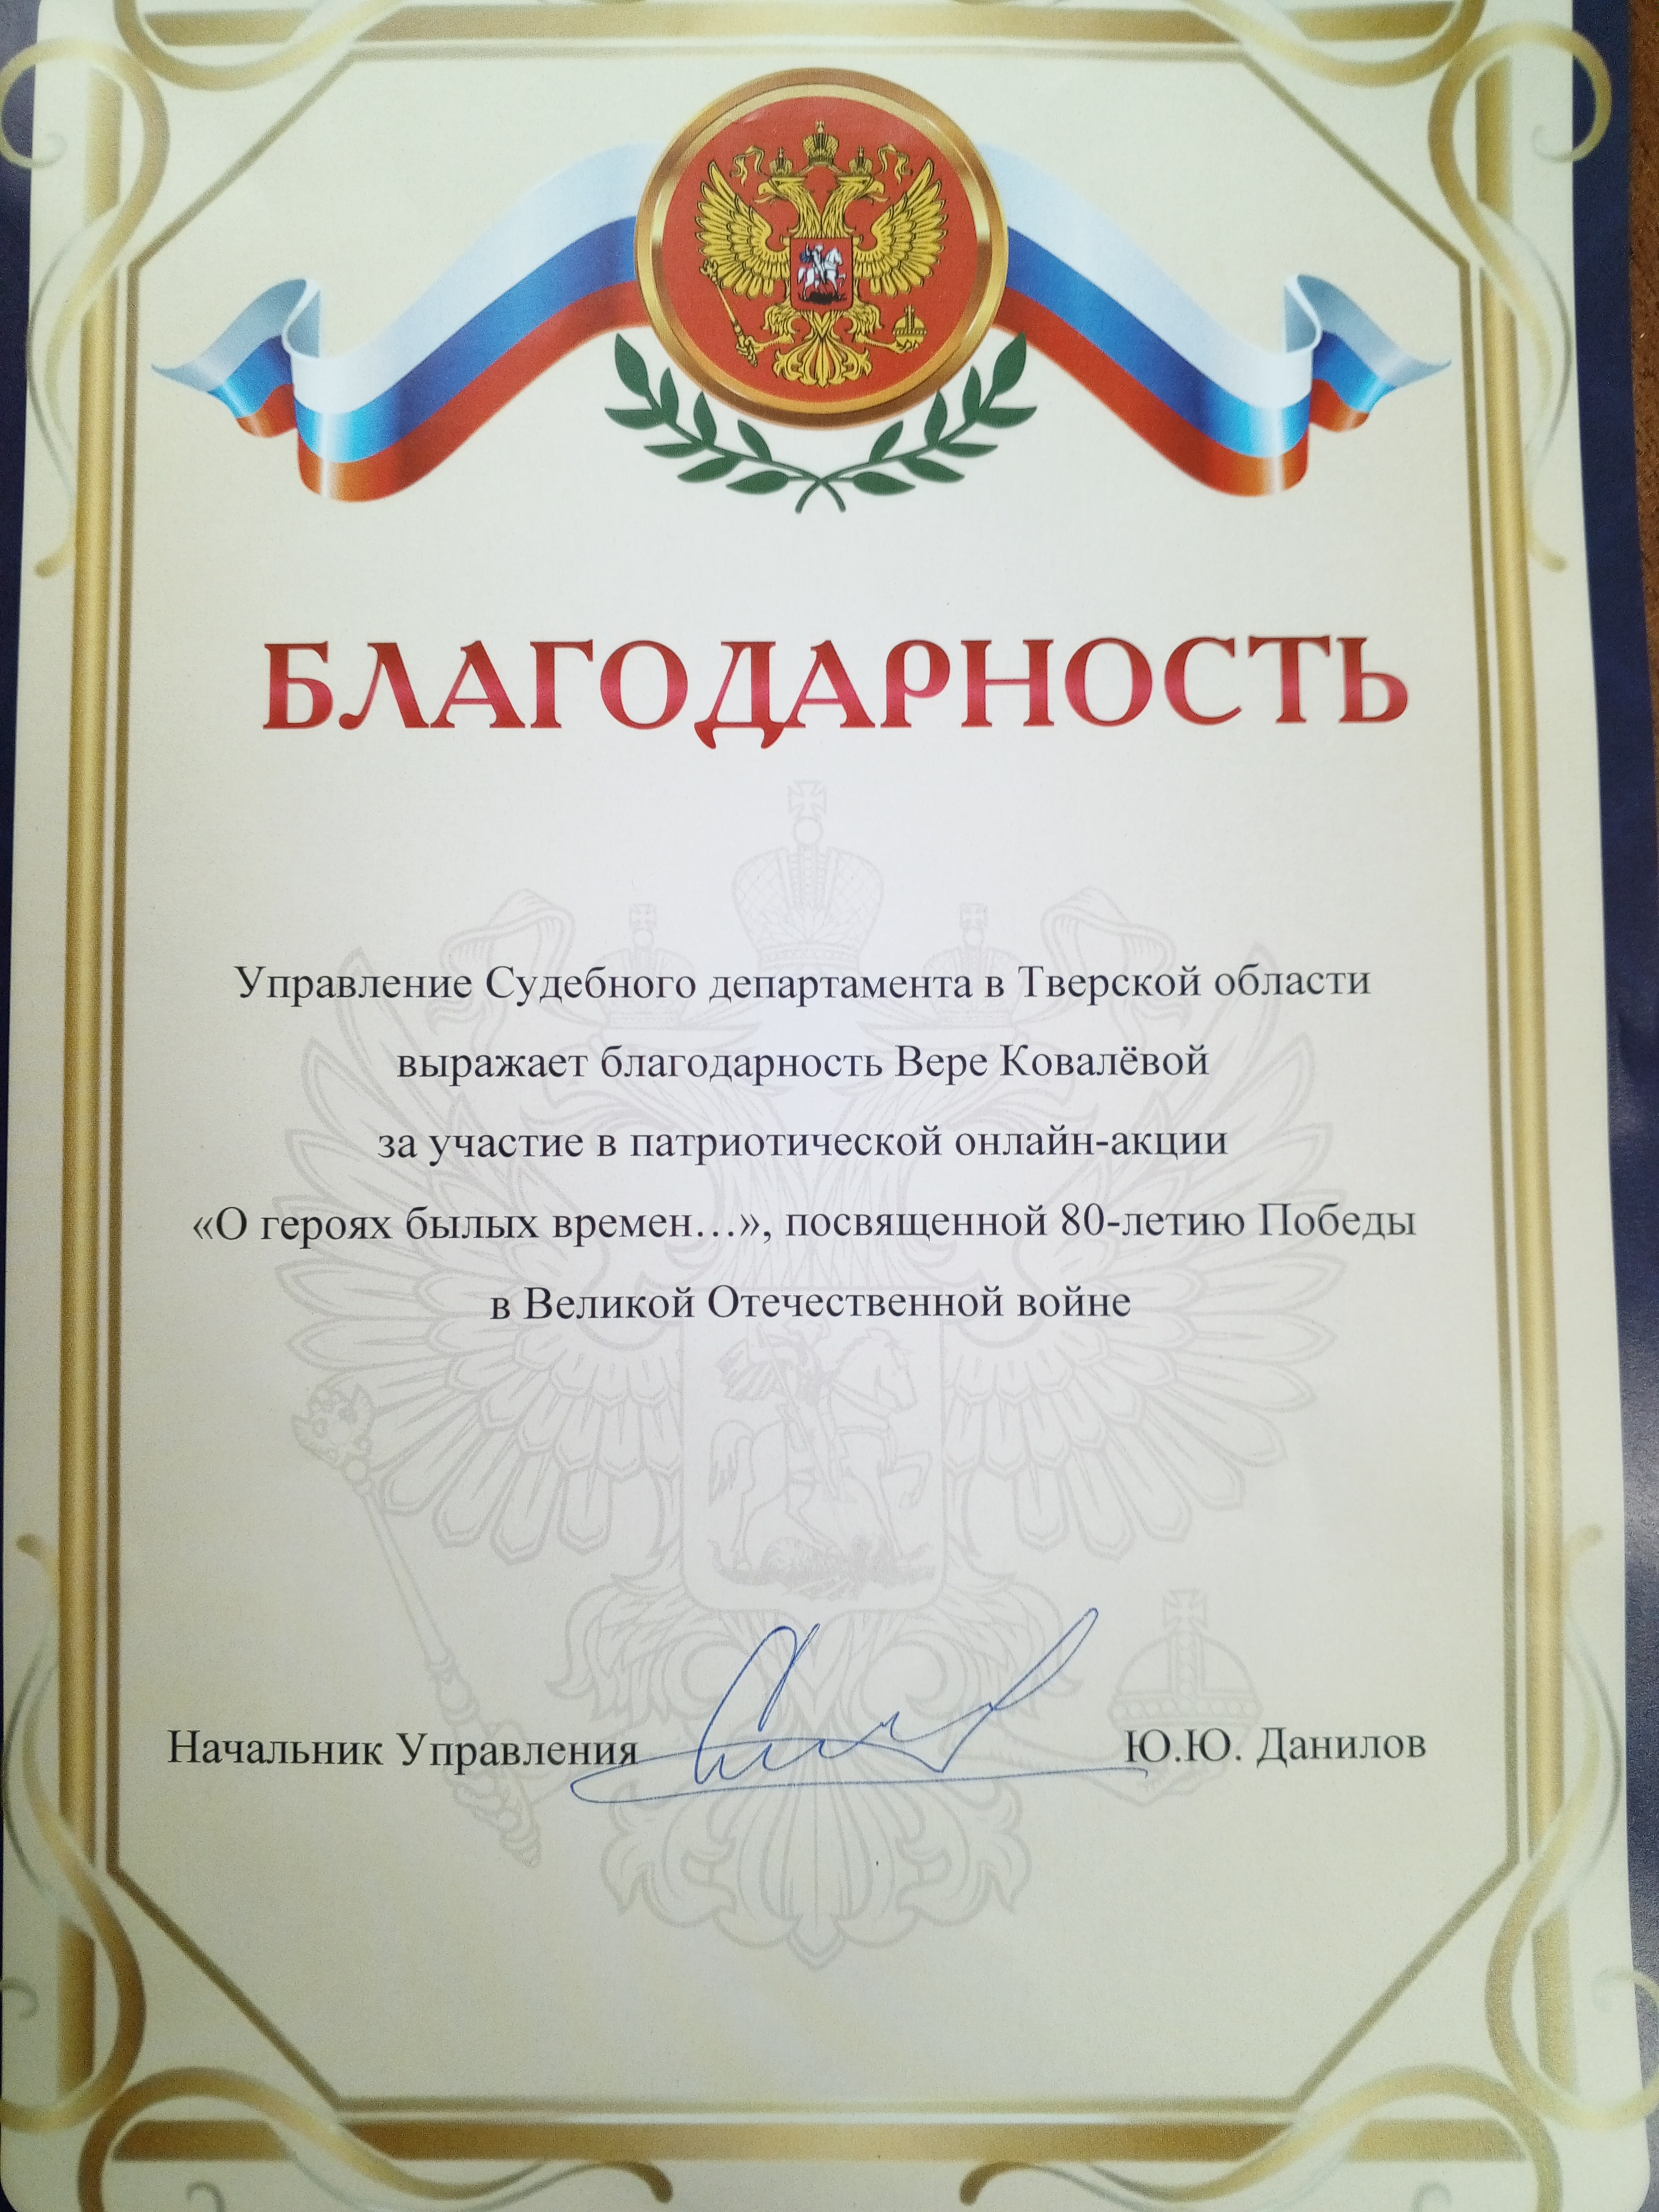 БЛАГОДАРНОСТЬ
Управление Судебного департамента в Тверской области
выражает благодарность Вере Ковалёвой
за участие в патриотической онлайн-акции
«О героях былых времен…», посвященной 80-летию Победы
в Великой Отечественной войне
Начальник Управления Ю.Ю. Данилов